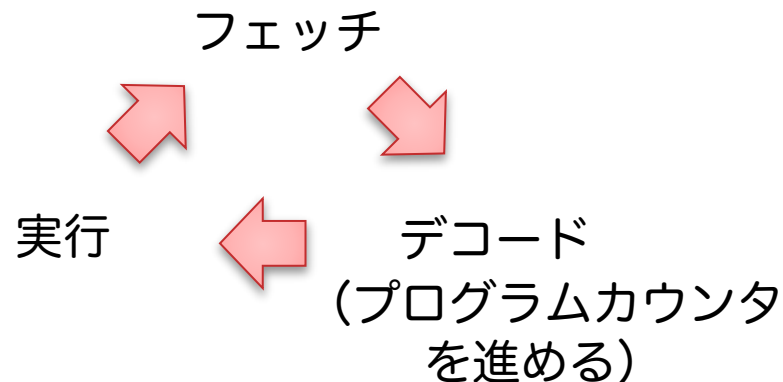 フェッチ
実行
デコード
(プログラムカウンタ
を進める)